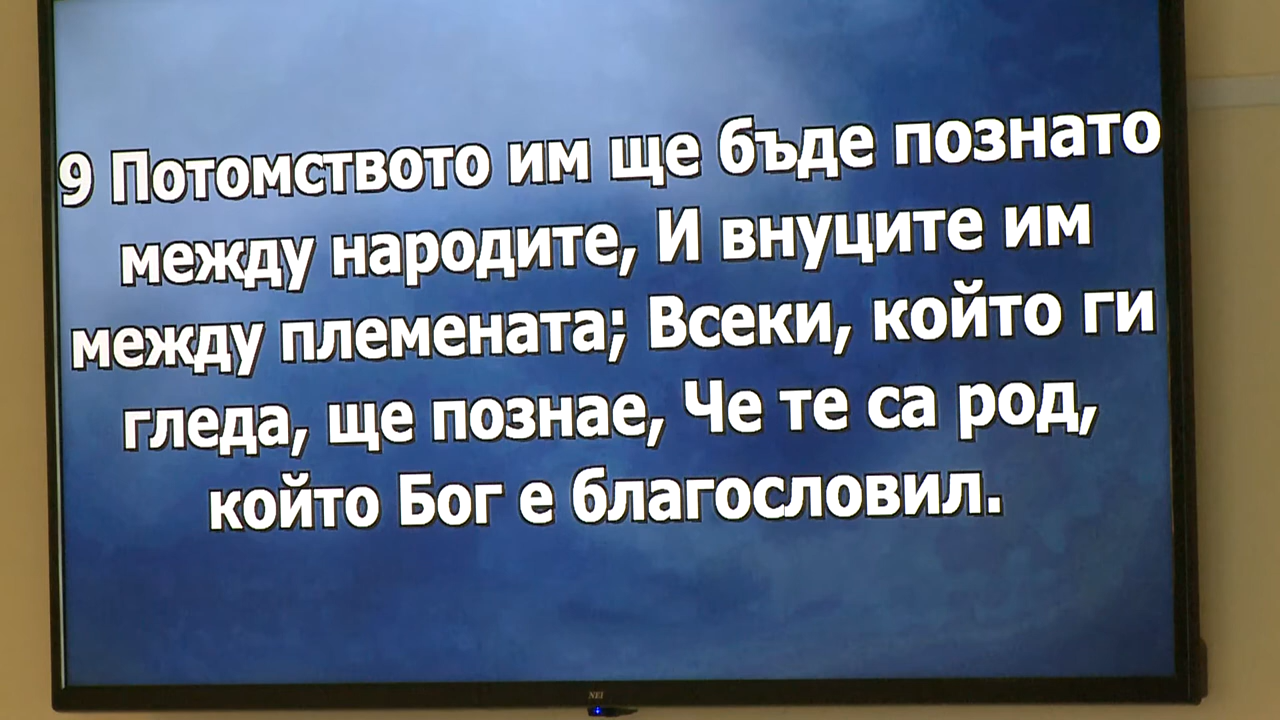 9 Потомството им ще бъде познато
между народите, И внуците им
между племената; Всеки, който ги
гледа, ще познае, Че те са род,
който Бог е благословил.
NEI